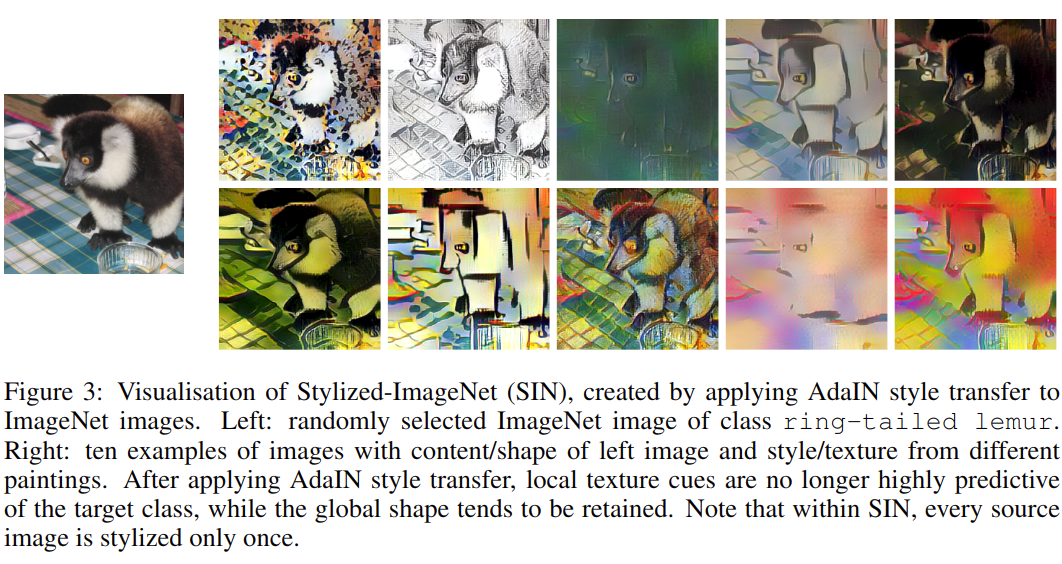 Figure 3: Visualisation of Stylized-ImageNet (SIN), created by applying AdaIN style transfer to
ImageNet images. Left: randomly selected ImageNet image of class ring-tailed lemur.
Right: ten examples of images with content/shape of left image and style/texture from different
paintings. After applying AdaIN style transfer, local texture cues are no longer highly predictive
of the target class, while the global shape tends to be retained. Note that within SIN, every source
image is stylized only once.